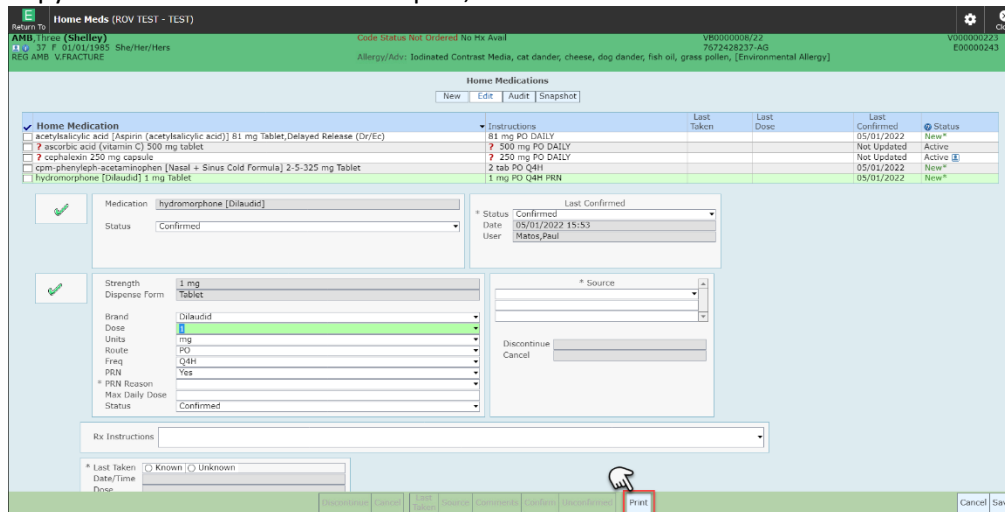 E Home Meds (ROV TEST - TEST)
Return To
AMB,Three (Shelley) Code Status Not Ordered No Hx Avail VB0000008/22 V000000223
37 F 01/01/1985 She/Her/Hers 7672428237-AG E00000243
REG AMB V.FRACTURE Allergy/Adv: Iodinated Contrast Media, cat dander, cheese, dog dander, fish oil, grass pollen, [Environmental Allergy]
Home Medications
New Edit Audit Snapshot
Home Medication Instructions Last Taken Last Dose Last Confirmed Status
acetylsalicylic acid [Aspirin (acetylsalicylic acid)] 81 mg Tablet,Delayed Release (Dr/Ec) 81 mg PO DAILY 05/01/2022 New*
? ascorbic acid (vitamin C) 500 mg tablet ? 500 mg PO DAILY Not Updated Active
? cephalexin 250 mg capsule ? 250 mg PO DAILY Not Updated Active
cpm-phenyleph-acetaminophen [Nasal + Sinus Cold Formula] 2-5-325 mg Tablet 2 tab PO Q4H 05/01/2022 New*
hydromorphone [Dilaudid] 1 mg Tablet 1 mg PO Q4H PRN 05/01/2022 New*
Medication hydromorphone [Dilaudid]
Status Confirmed
Last Confirmed
* Status Confirmed
Date 05/01/2022 15:53
User Matos,Paul
Strength 1 mg
Dispense Form Tablet
Brand Dilaudid
Dose 1
Units mg
Route PO
Freq Q4H
PRN Yes
* PRN Reason
Max Daily Dose
Status Confirmed
* Source
Discontinue
Cancel
Rx Instructions
* Last Taken Known Unknown
Date/Time
Dose
Discontinue Cancel Last Taken Source Comments Confirm Unconfirmed Print Cancel Sav